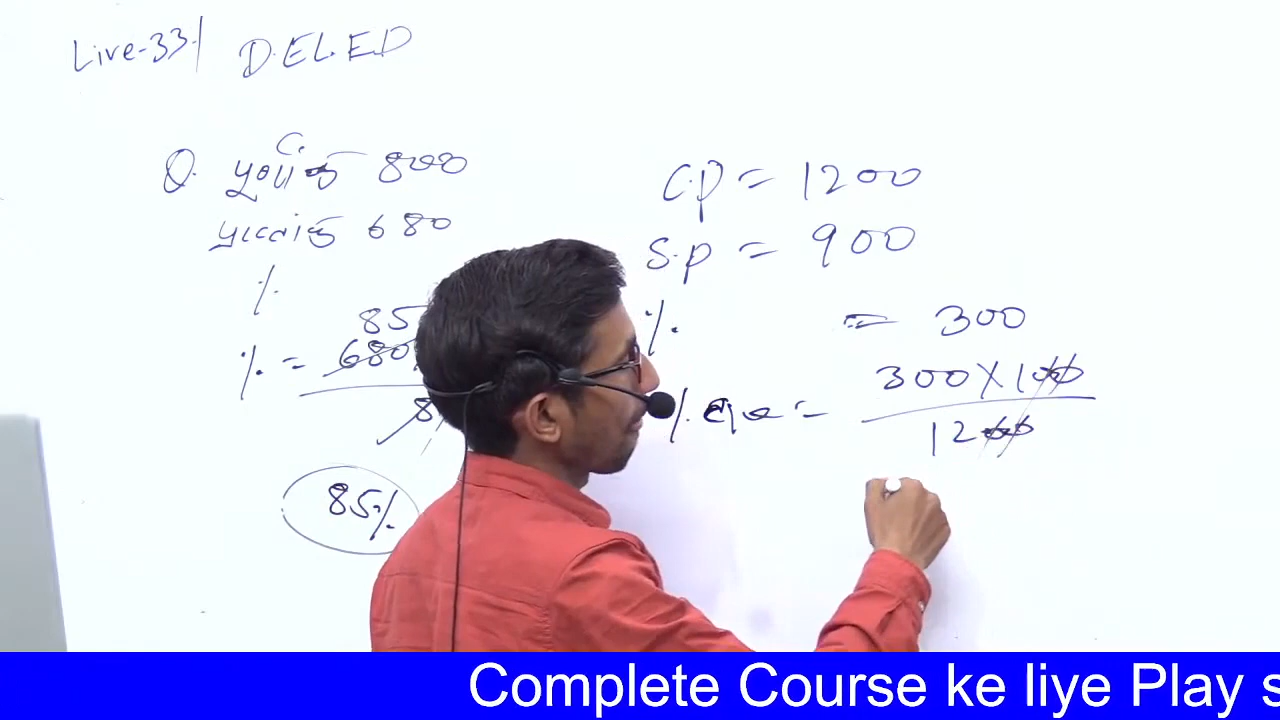 Live-33 | D.EL.E.D
Q. पूर्णांक 800
प्राप्तांक 680
%
85
% = 680
8
85%
C.P = 1200
S.P = 900
% = 300
300 X 100
% =
1200
Complete Course ke liye Play s